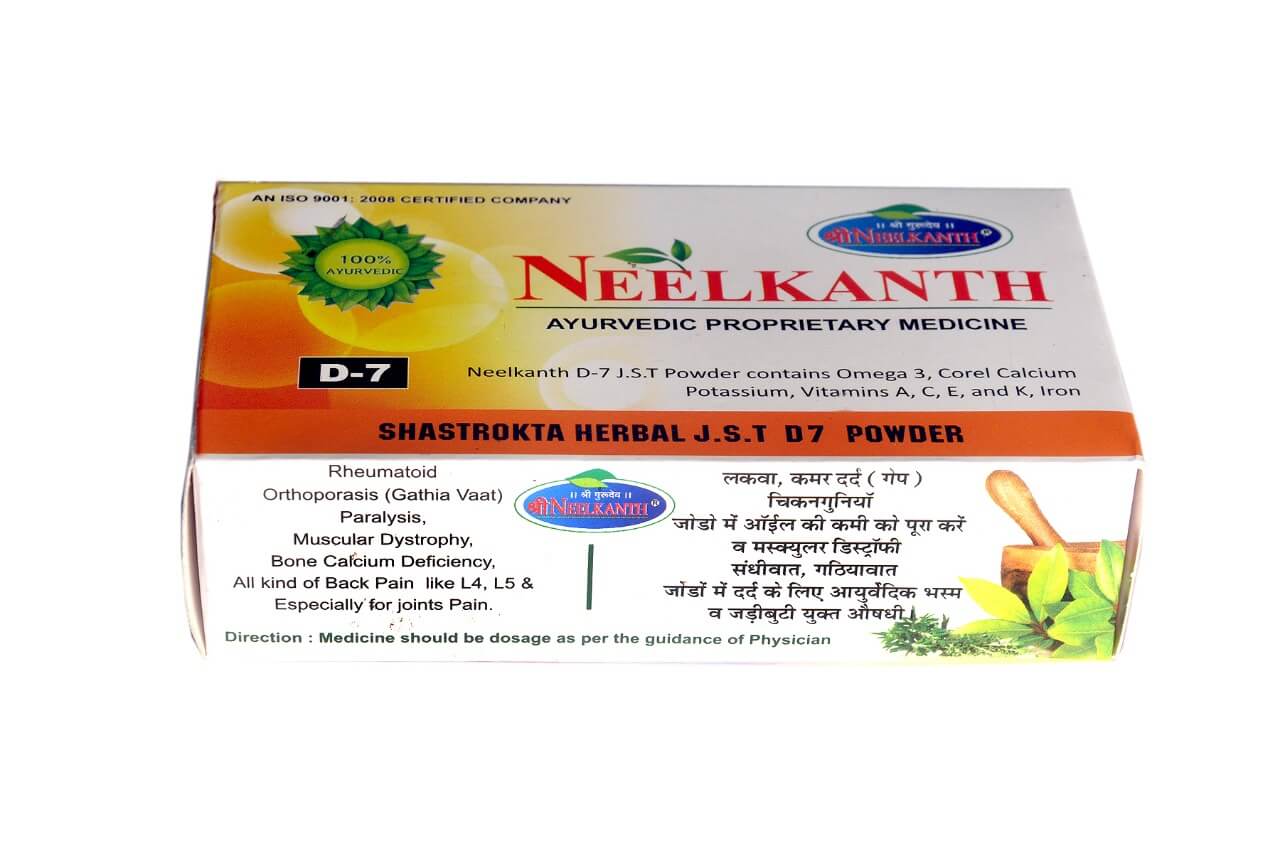 AN ISO 9001: 2008 CERTIFIED COMPANY
100%
AYURVEDIC
।। श्री गुरूदेव ।।
श्री NEELKANTH ®
NEELKANTH
AYURVEDIC PROPRIETARY MEDICINE
D-7
Neelkanth D-7 J.S.T Powder contains Omega 3, Corel Calcium
Potassium, Vitamins A, C, E, and K, Iron
SHASTROKTA HERBAL J.S.T D7 POWDER
Rheumatoid
Orthoporasis (Gathia Vaat)
Paralysis,
Muscular Dystrophy,
Bone Calcium Deficiency,
All kind of Back Pain like L4, L5 &
Especially for joints Pain.
।। श्री गुरूदेव ।।
श्री NEELKANTH ®
लकवा, कमर दर्द ( गेप )
चिकनगुनियाॅ
जोडो में ऑईल की कमी को पूरा करें
व मस्क्युलर डिस्ट्रॉफी
संधीवात, गठियावात
जोंडों में दर्द के लिए आयुर्वेदिक भस्म
व जड़ीबुटी युक्त औषधी।
Direction : Medicine should be dosage as per the guidance of Physician